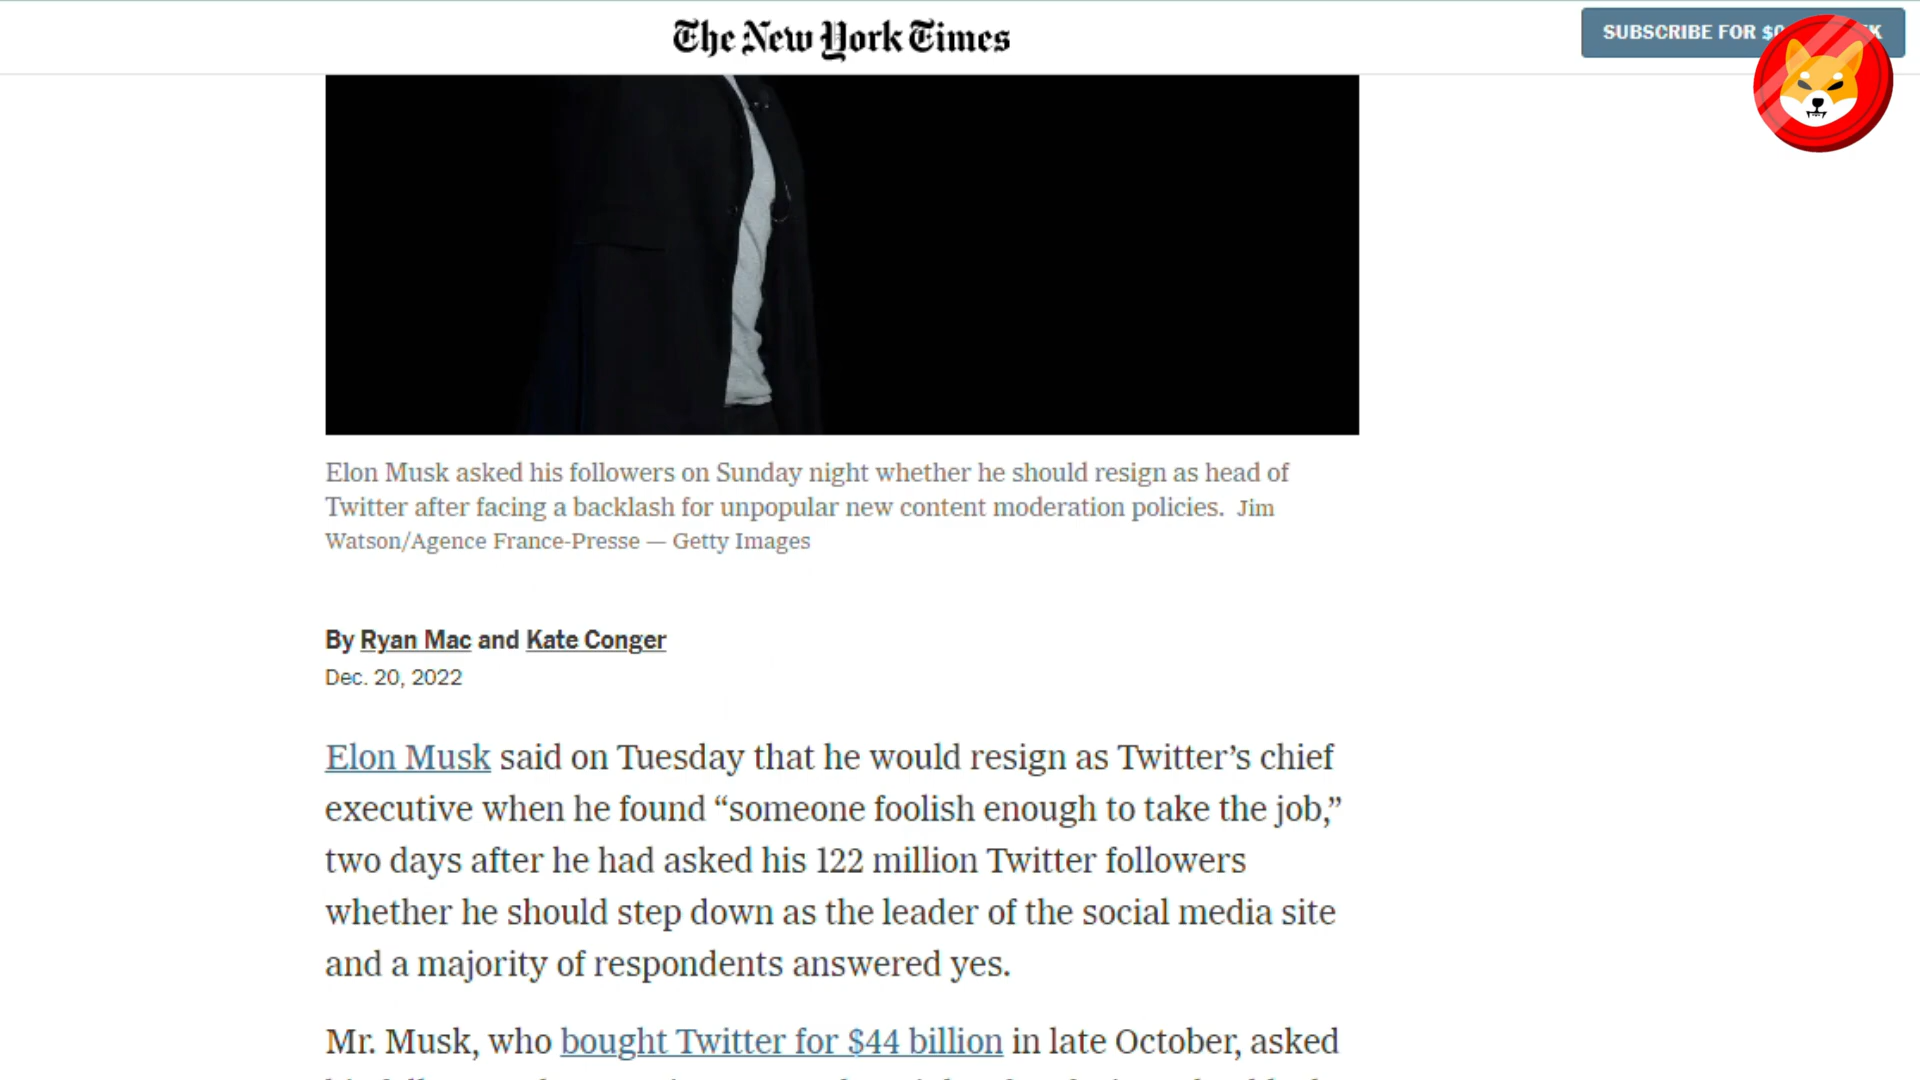 The New York Times
SUBSCRIBE FOR
Elon Musk asked his followers on Sunday night whether he should resign as head of
Twitter after facing a backlash for unpopular new content moderation policies. Jim
Watson/Agence France-Presse — Getty Images
By Ryan Mac and Kate Conger
Dec. 20, 2022
Elon Musk said on Tuesday that he would resign as Twitter’s chief
executive when he found “someone foolish enough to take the job,”
two days after he had asked his 122 million Twitter followers
whether he should step down as the leader of the social media site
and a majority of respondents answered yes.
Mr. Musk, who bought Twitter for $44 billion in late October, asked